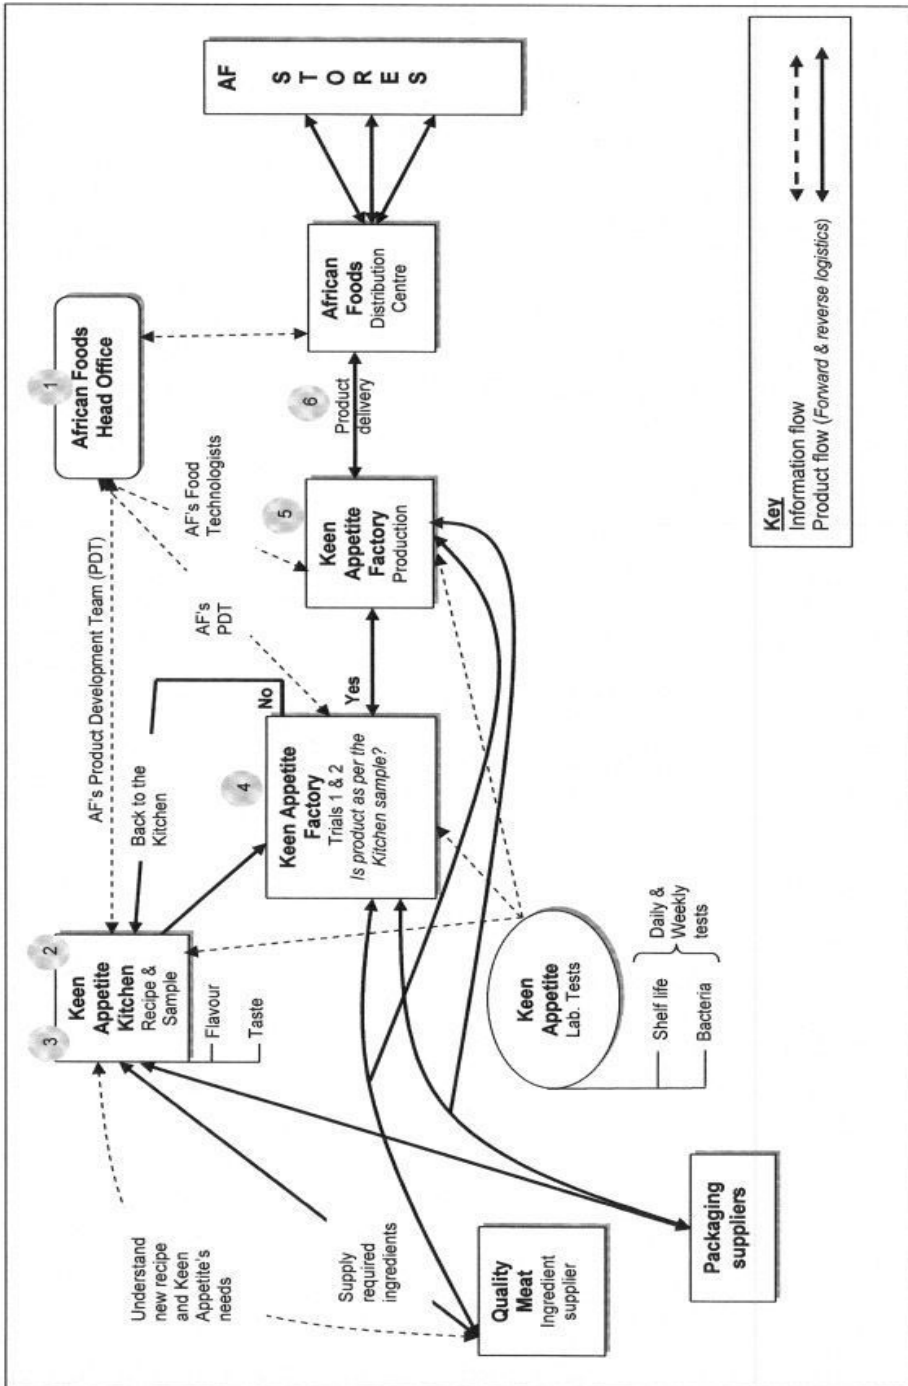 Understand
new recipe
and Keen
Appetite's
needs
3
2
Keen
Appetite
Kitchen
Recipe &
Sample
Flavour
Taste
AF's Product Development Team (PDT)
1
African Foods
Head Office
Back to the
Kitchen
AF's
PDT
AF's Food
Technologists
Supply
required
ingredients
4
No
Keen Appetite
Factory
Trials 1 & 2
Is product as per the
Kitchen sample?
Yes
5
Keen
Appetite
Factory
Production
6
Product
delivery
African
Foods
Distribution
Centre
AF
S
T
O
R
E
S
Quality
Meat
Ingredient
supplier
Keen
Appetite
Lab. Tests
Shelf life
Bacteria
Daily &
Weekly
tests
Packaging
suppliers
Key
Information flow
Product flow (Forward & reverse logistics)